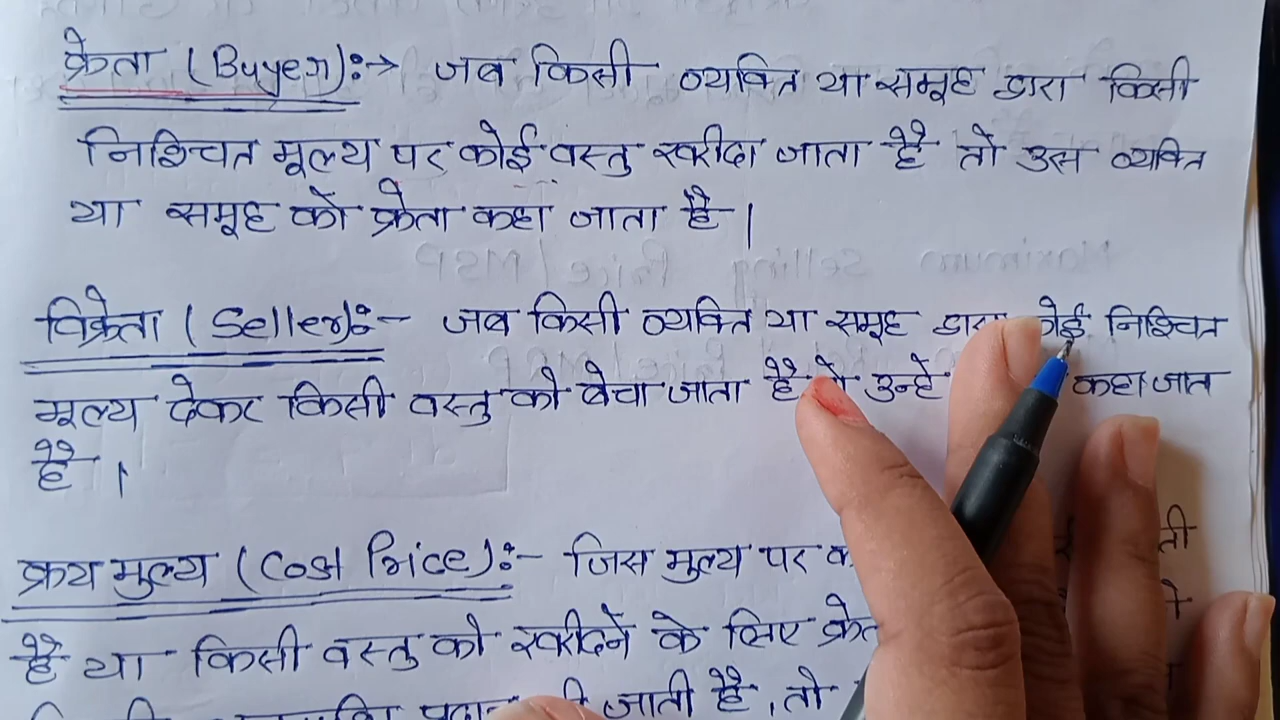 क्रेता (Buyer):→ जब किसी व्यक्ति या समूह द्वारा किसी
निश्चित मूल्य पर कोई वस्तु खरीदा जाता है तो उस व्यक्ति
या समूह को क्रेता कहा जाता है |
विक्रेता (Seller):- जब किसी व्यक्ति या समूह द्वारा कोई निश्चित
मूल्य देकर किसी वस्तु को बेचा जाता है तो उन्हे कहा जात
है |
क्रय मुल्य (Cost Price):- जिस मुल्य पर
है या किसी वस्तु को खरीदने के लिए
जाती है, तो